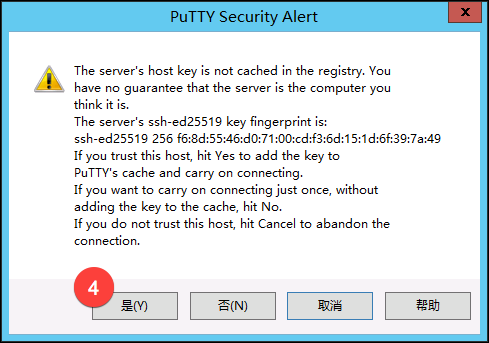 PuTTY Security Alert
x
The server's host key is not cached in the registry. You
have no guarantee that the server is the computer you
think it is.
The server's ssh-ed25519 key fingerprint is:
ssh-ed25519 256 f6:8d:55:46:d0:71:00:cd:f3:6d:15:1d:6f:39:7a:49
If you trust this host, hit Yes to add the key to
PuTTY's cache and carry on connecting.
If you want to carry on connecting just once, without
adding the key to the cache, hit No.
If you do not trust this host, hit Cancel to abandon the
connection.
4
是(Y) 否(N) 取消 帮助